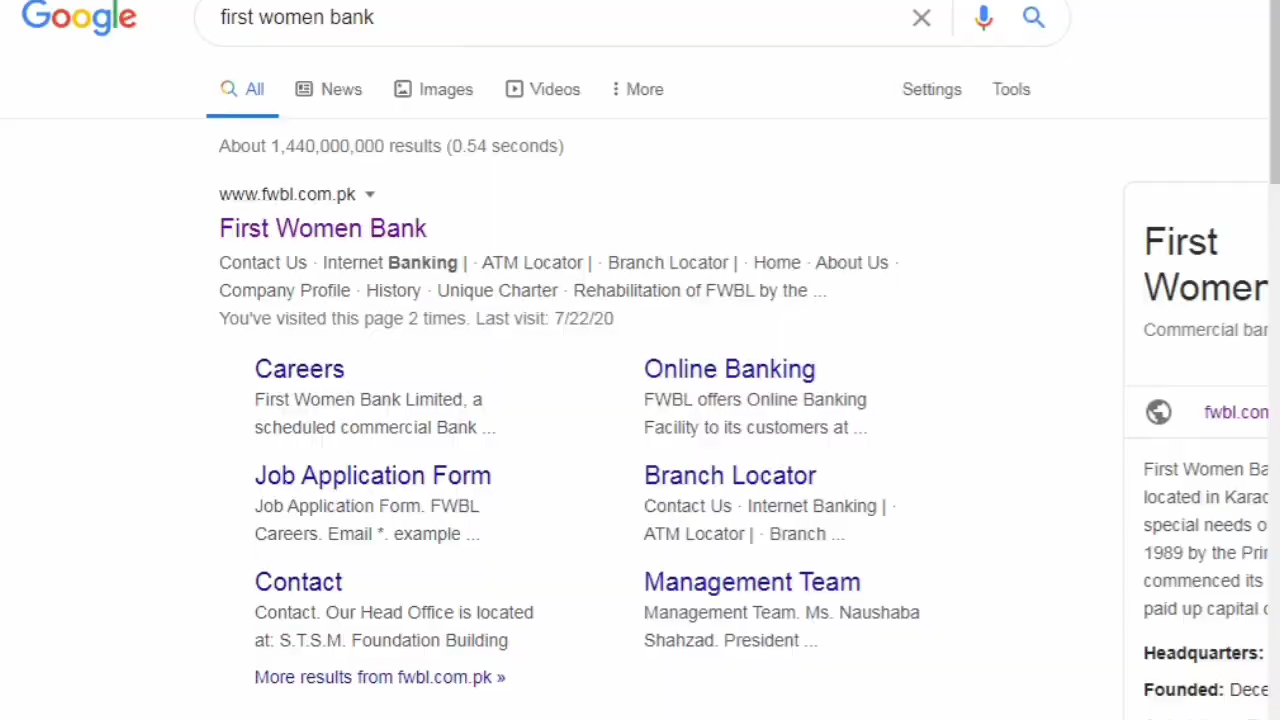 Google
first women bank
All
News
Images
Videos
More
Settings
Tools
About 1,440,000,000 results (0.54 seconds)
www.fwbl.com.pk
First Women Bank
Contact Us · Internet Banking | · ATM Locator | · Branch Locator | · Home · About Us ·
Company Profile · History · Unique Charter · Rehabilitation of FWBL by the ...
You've visited this page 2 times. Last visit: 7/22/20
Careers
First Women Bank Limited, a
scheduled commercial Bank ...
Online Banking
FWBL offers Online Banking
Facility to its customers at ...
Job Application Form
Job Application Form. FWBL
Careers. Email *. example ...
Branch Locator
Contact Us · Internet Banking | ·
ATM Locator | · Branch ...
Contact
Contact. Our Head Office is located
at: S.T.S.M. Foundation Building
Management Team
Management Team. Ms. Naushaba
Shahzad. President ...
More results from fwbl.com.pk »
First
Women
Commercial
fwbl.com
First Women
located in
special needs
1989 by the
commenced its
paid up capital
Headquarters:
Founded: